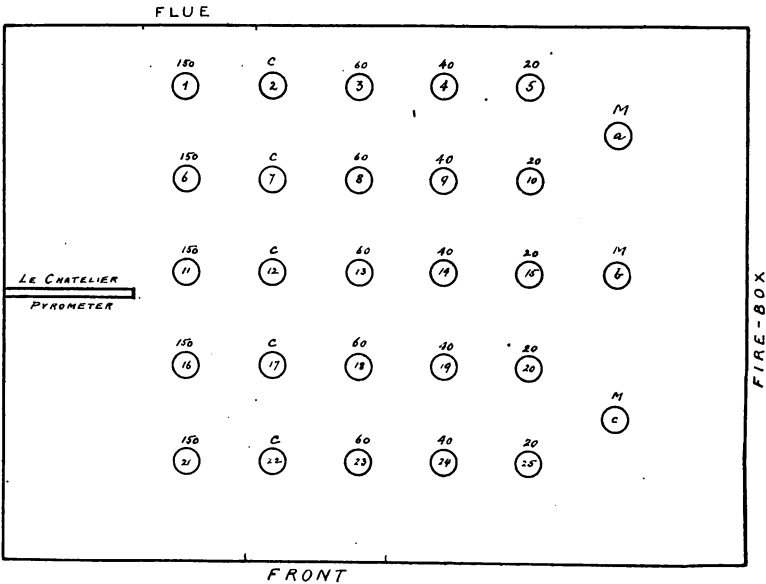 FLUE
150 C 60 40 20
1 2 3 4 5
M
a
150 C 60 40 20
6 7 8 9 10
150 C 60 40 20 M
11 12 13 14 15 b
LE CHATELIER
PYROMETER
FIRE-BOX
150 C 60 40 20
16 17 18 19 20
M
c
150 C 60 40 20
21 22 23 24 25
FRONT